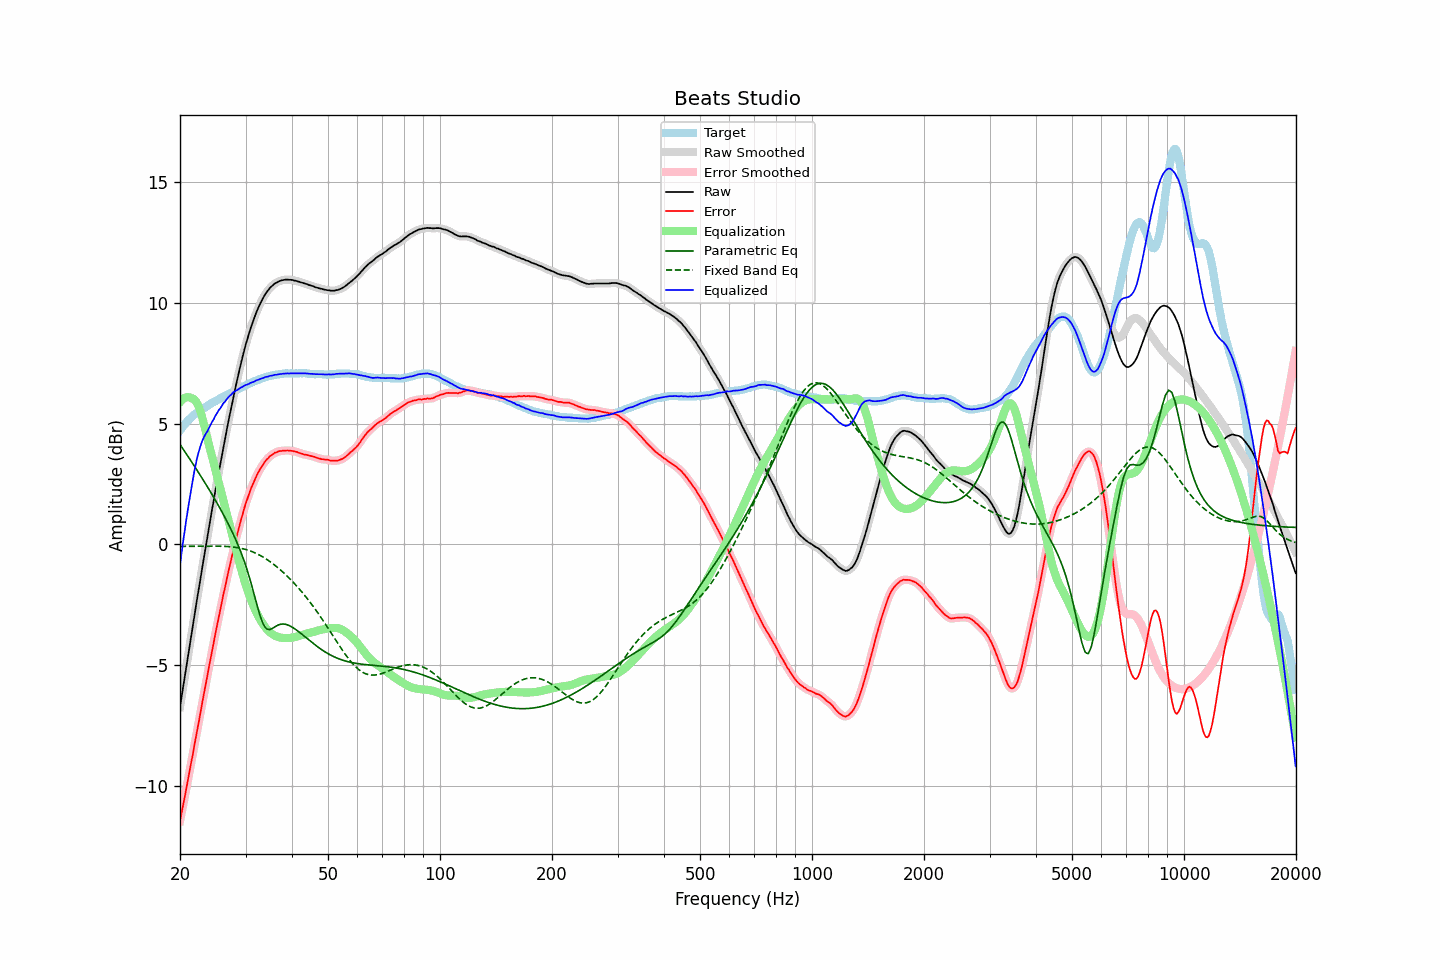 Beats Studio
Target
Raw Smoothed
Error Smoothed
Raw
Error
Equalization
Parametric Eq
Fixed Band Eq
Equalized
Amplitude (dBr)
15
10
5
0
−5
−10
20
50
100
200
500
1000
2000
5000
10000
20000
Frequency (Hz)